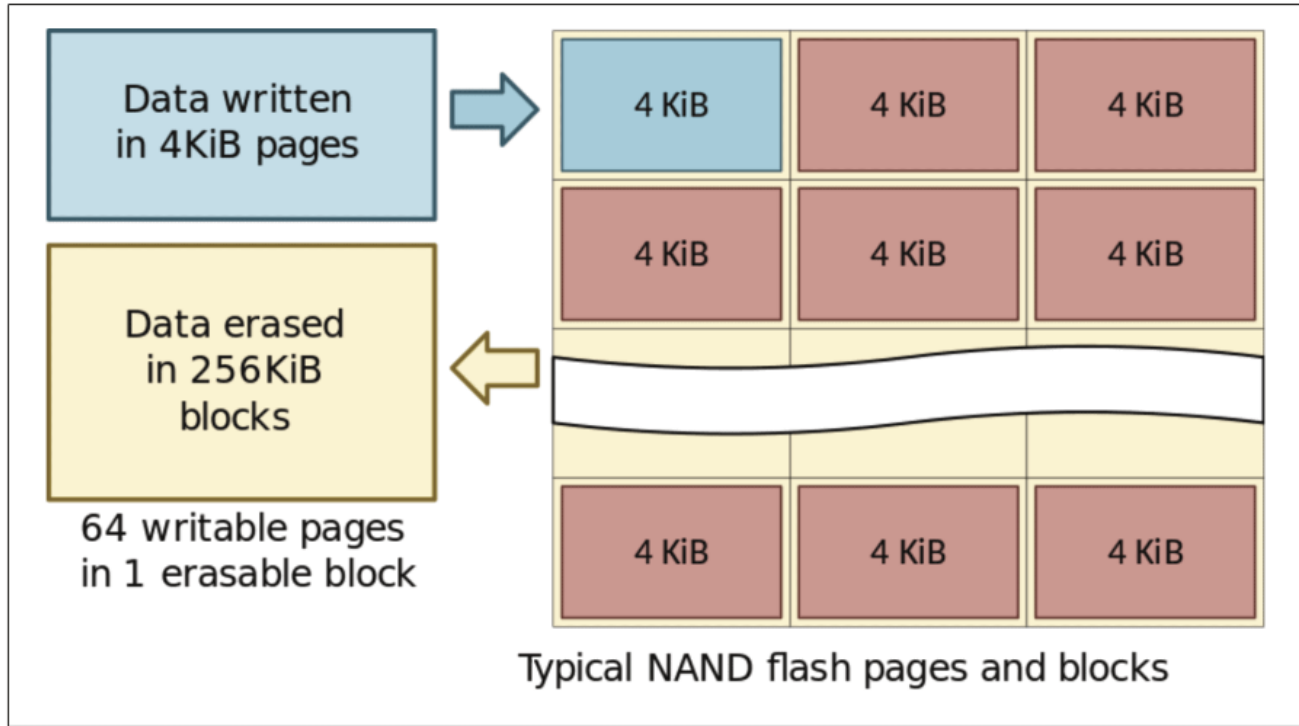 Data written
in 4KiB pages
4 KiB
4 KiB
4 KiB
4 KiB
4 KiB
4 KiB
Data erased
in 256KiB
blocks
64 writable pages
in 1 erasable block
4 KiB
4 KiB
4 KiB
Typical NAND flash pages and blocks